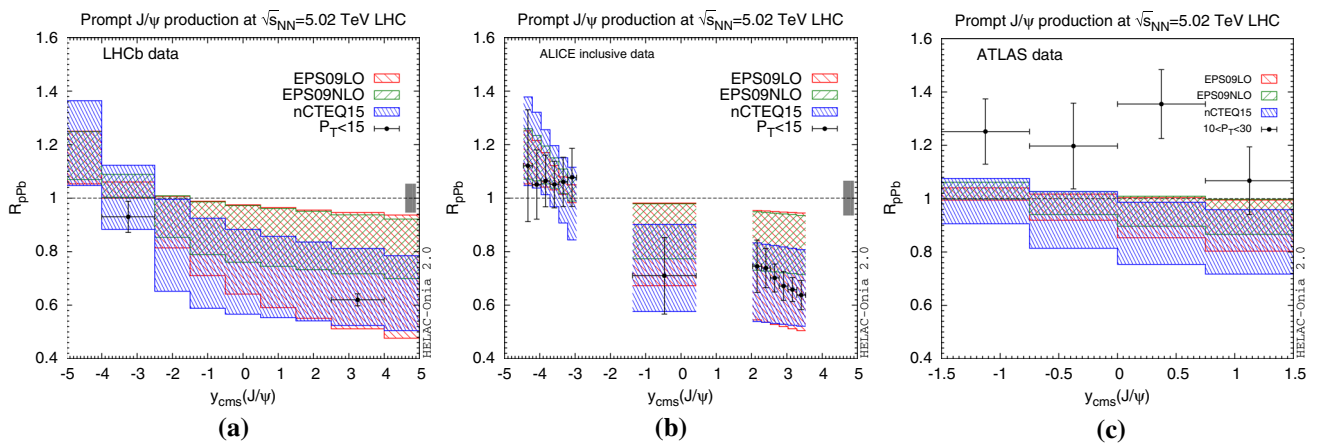 Prompt J/ψ production at √sNN=5.02 TeV LHC
LHCb data
EPS09LO
EPS09NLO
nCTEQ15
PT<15
RpPb
1.6
1.4
1.2
1
0.8
0.6
0.4
-5 -4 -3 -2 -1 0 1 2 3 4 5
ycms(J/ψ)
HELAC-Onia 2.0
(a)
Prompt J/ψ production at √sNN=5.02 TeV LHC
ALICE inclusive data
EPS09LO
EPS09NLO
nCTEQ15
PT<15
RpPb
1.6
1.4
1.2
1
0.8
0.6
0.4
-5 -4 -3 -2 -1 0 1 2 3 4 5
ycms(J/ψ)
HELAC-Onia 2.0
(b)
Prompt J/ψ production at √sNN=5.02 TeV LHC
ATLAS data
EPS09LO
EPS09NLO
nCTEQ15
10<PT<30
RpPb
1.6
1.4
1.2
1
0.8
0.6
0.4
-1.5 -1 -0.5 0 0.5 1 1.5
ycms(J/ψ)
HELAC-Onia 2.0
(c)